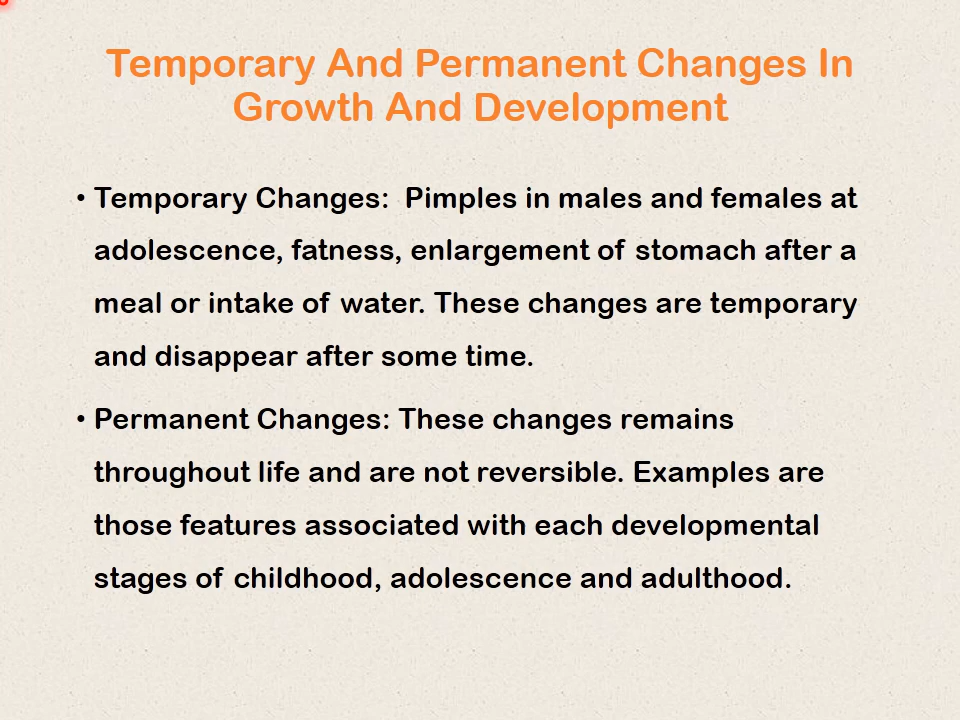 Temporary And Permanent Changes In
Growth And Development
• Temporary Changes:  Pimples in males and females at
adolescence, fatness, enlargement of stomach after a
meal or intake of water. These changes are temporary
and disappear after some time.
• Permanent Changes: These changes remains
throughout life and are not reversible. Examples are
those features associated with each developmental
stages of childhood, adolescence and adulthood.